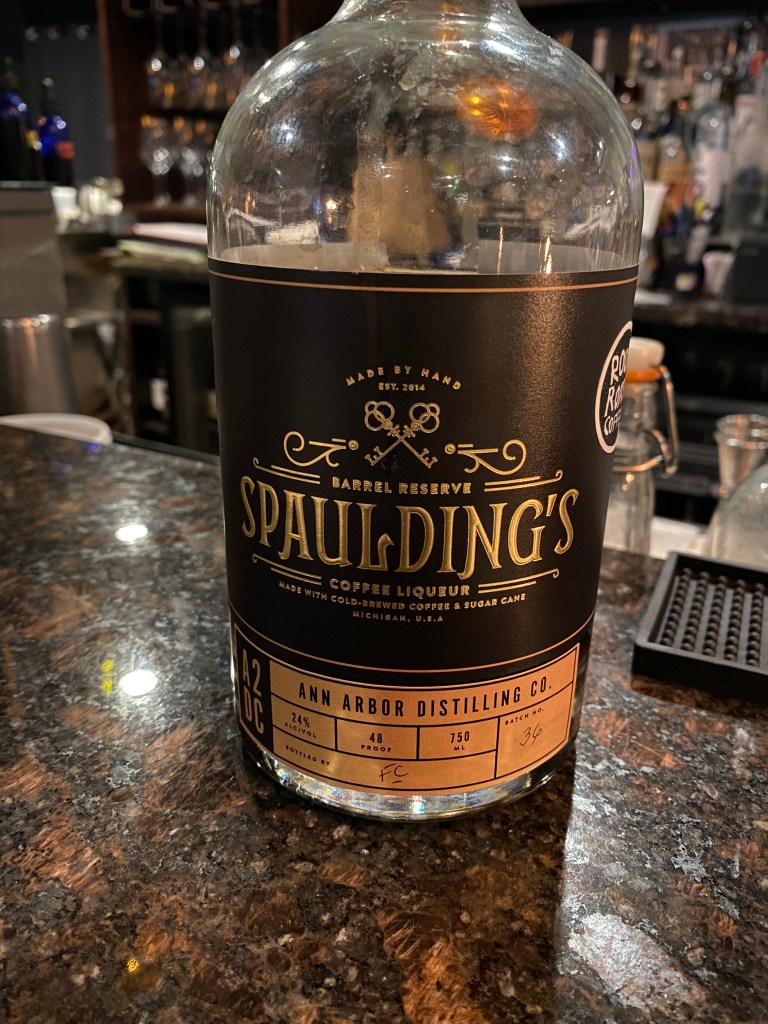 MADE BY HAND
EST. 2014
BARREL RESERVE
SPAULDING'S
COFFEE LIQUEUR
MADE WITH COLD-BREWED COFFEE & SUGAR CANE
MICHIGAN, U.S.A
A2
DC
ANN ARBOR DISTILLING CO.
24%
ALC/VOL
48
PROOF
750
ML
BATCH NO.
36
BOTTLED BY
FC